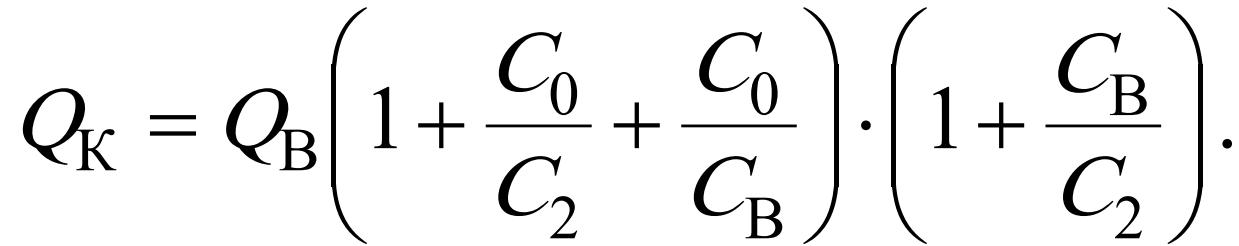 Q_К = Q_В (1 + C_0/C_2 + C_0/C_В) · (1 + C_В/C_2).